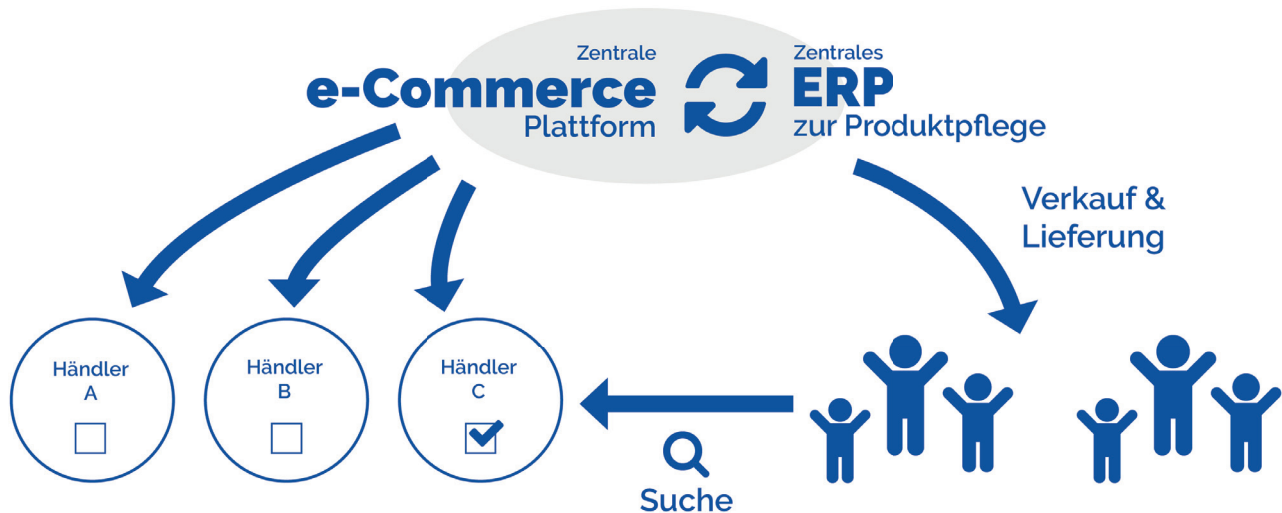 Zentrale
e-Commerce
Plattform
Zentrales
ERP
zur Produktpflege
Verkauf &
Lieferung
Händler
A
Händler
B
Händler
C
Suche